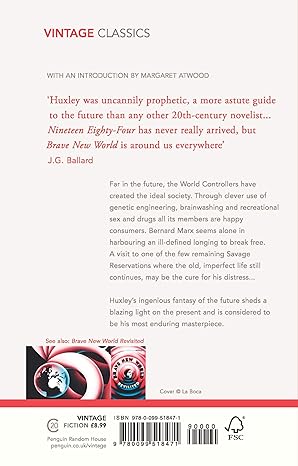 VINTAGE CLASSICS
WITH AN INTRODUCTION BY MARGARET ATWOOD
'Huxley was uncannily prophetic, a more astute guide
to the future than any other 20th-century novelist...
Nineteen Eighty-Four has never really arrived, but
Brave New World is around us everywhere'
J.G. Ballard
Far in the future, the World Controllers have
created the ideal society. Through clever use of
genetic engineering, brainwashing and recreational
sex and drugs all its members are happy
consumers. Bernard Marx seems alone in
harbouring an ill-defined longing to break free.
A visit to one of the few remaining Savage
Reservations where the old, imperfect life still
continues, may be the cure for his distress...
Huxley's ingenious fantasy of the future sheds a
blazing light on the present and is considered to
be his most enduring masterpiece.
See also: Brave New World Revisited
BRAVE
NEW
WORLD
REVISITED
Cover © La Boca
20
VINTAGE
FICTION £8.99
Penguin Random House
penguin.co.uk/vintage
ISBN 978-0-099-51847-1
90000
9 780099 518471
FSC